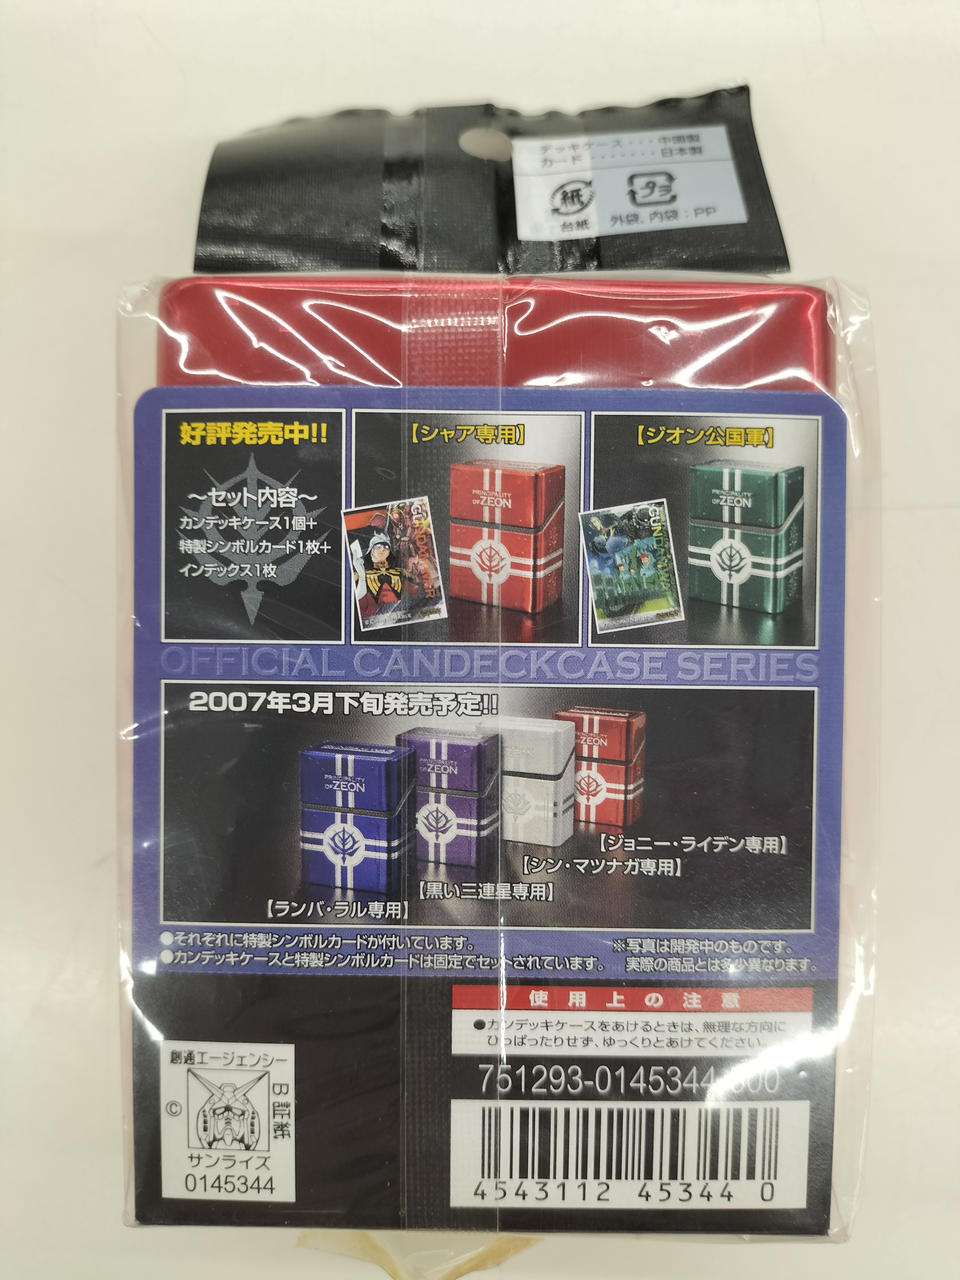 デッキケース・・・中国製
カード・・・・・・・日本製
紙
プラ
台紙
外袳、内袋：PP
好評発売中!!
～セット内容～
カンデッキケース1個+
特製シンボルカード1枚+
インデックス1枚
【シャア専用】
PRINCIPALITY
OF ZEON
【ジオン公国軍】
PRINCIPALITY
OF ZEON
OFFICIAL CANDECKCASE SERIES
2007年3月下旬発売予定!!
PRINCIPALITY
OF ZEON
PRINCIPALITY
OF ZEON
OF ZEON
【ジョニー・ライデン専用】
【シン・マツナガ専用】
【黒い三連星専用】
【ランバ・ラル専用】
●それぞれに特製シンボルカードが付いています。
●カンデッキケースと特製シンボルカードは固定でセットされています。
※写真は開発中のものです。
実際の商品とは多少異なります。
使用上の注意
●カンデッキケースをあけるときは、無理な方向に
ひっぱったりせず、ゆっくりとあけてください。
751293-0145344-500
4543112 45344 0
創通エージェンシー
B証紙
©
サンライズ
0145344